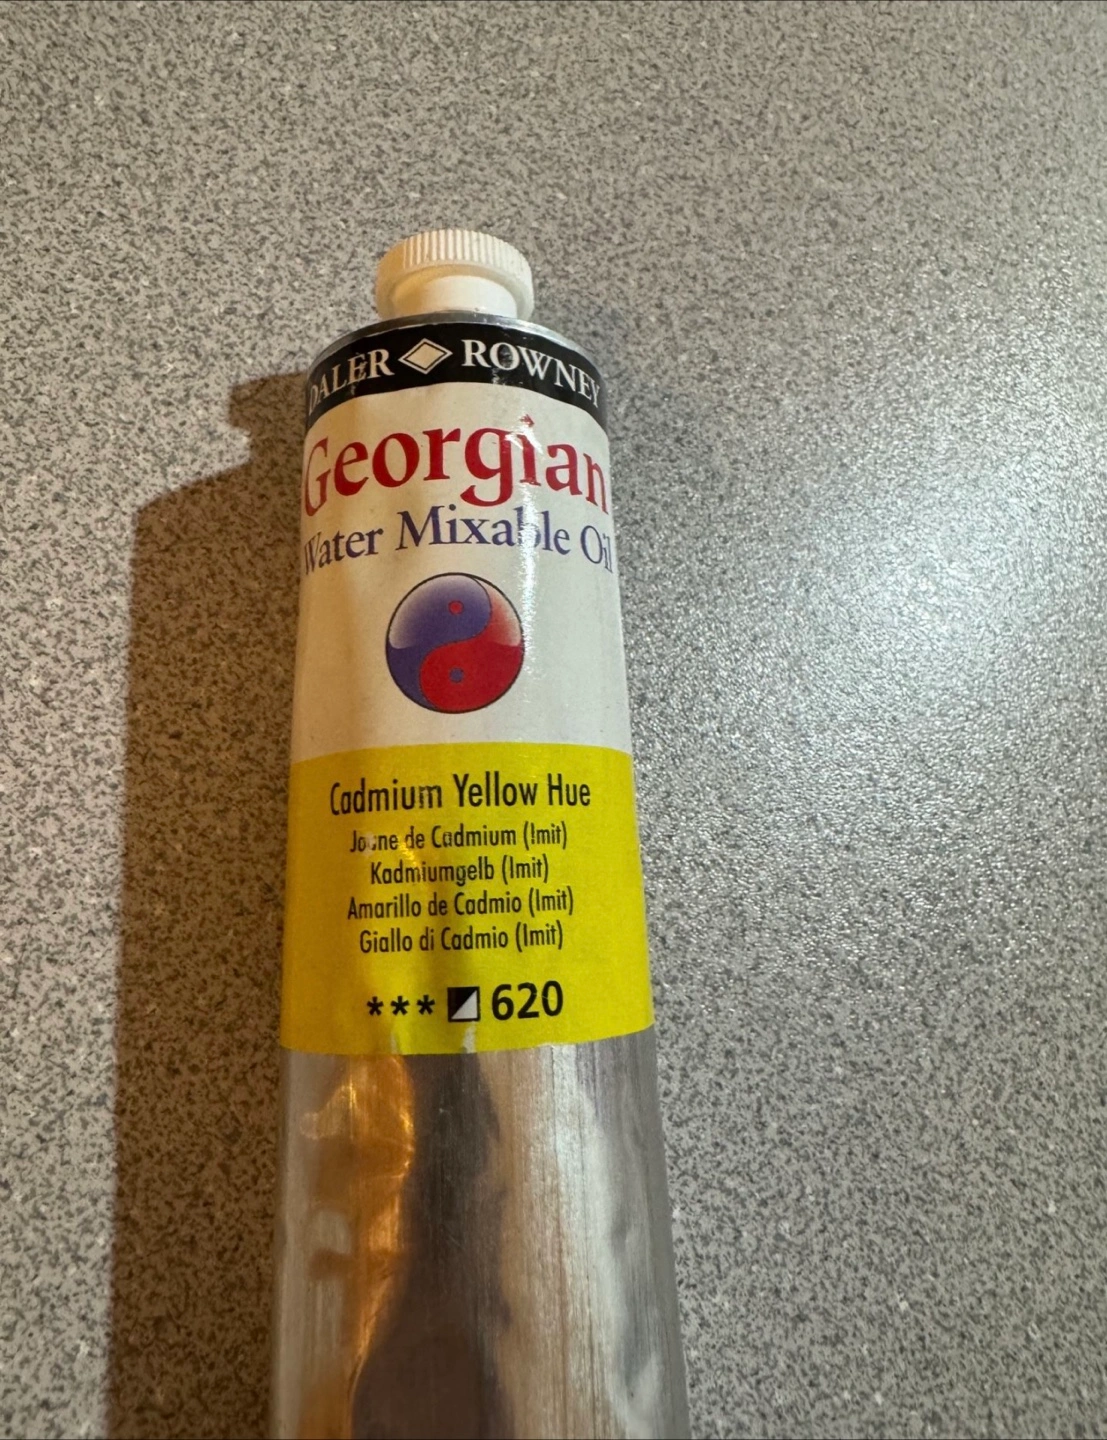 DALER ROWNEY
Georgian
Water Mixable Oil
Cadmium Yellow Hue
Jaune de Cadmium (Imit)
Kadmiumgelb (Imit)
Amarillo de Cadmio (Imit)
Giallo di Cadmio (Imit)
*** 620